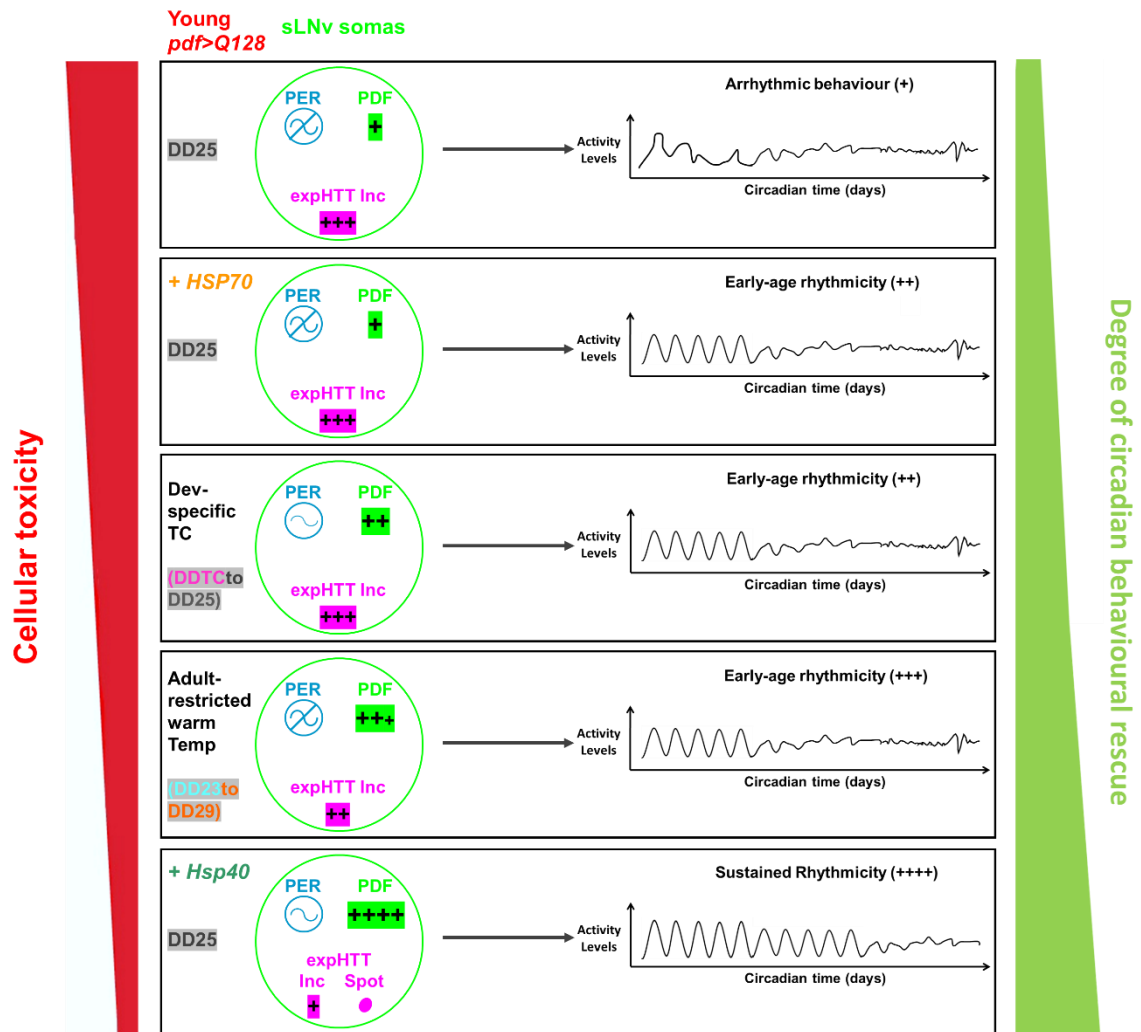 Young
pdf>Q128
sLNv somas
Cellular toxicity
Degree of circadian behavioural rescue
DD25
PER
PDF
+
expHTT Inc
+++
Arrhythmic behaviour (+)
Activity
Levels
Circadian time (days)
+ HSP70
DD25
PER
PDF
+
expHTT Inc
+++
Early-age rhythmicity (++)
Activity
Levels
Circadian time (days)
Dev-
specific
TC
(DDTCto
DD25)
PER
PDF
++
expHTT Inc
+++
Early-age rhythmicity (++)
Activity
Levels
Circadian time (days)
Adult-
restricted
warm
Temp
(DD23to
DD29)
PER
PDF
+++
expHTT Inc
++
Early-age rhythmicity (+++)
Activity
Levels
Circadian time (days)
+ Hsp40
DD25
PER
PDF
++++
expHTT
Inc Spot
+
Sustained Rhythmicity (++++)
Activity
Levels
Circadian time (days)